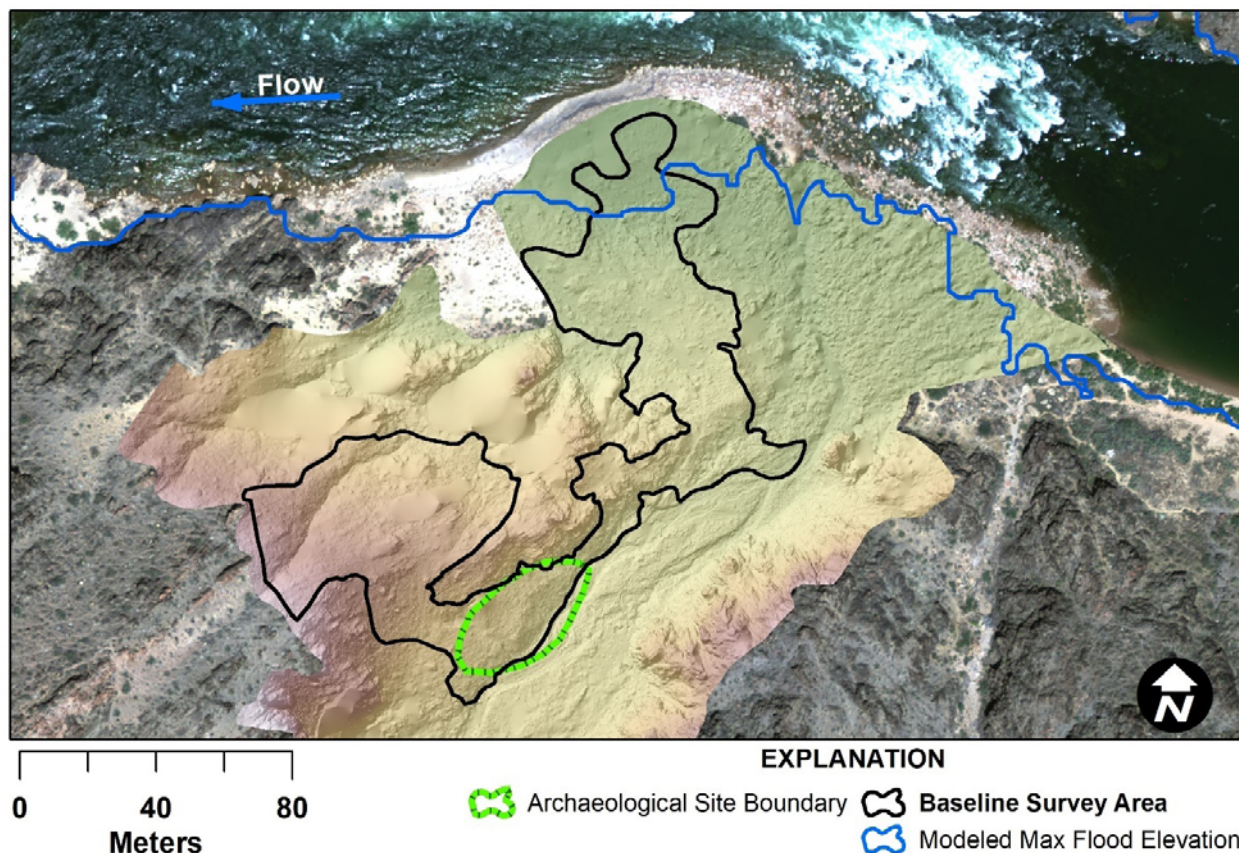 Flow
N
EXPLANATION
0 40 80
Meters
Archaeological Site Boundary
Baseline Survey Area
Modeled Max Flood Elevation